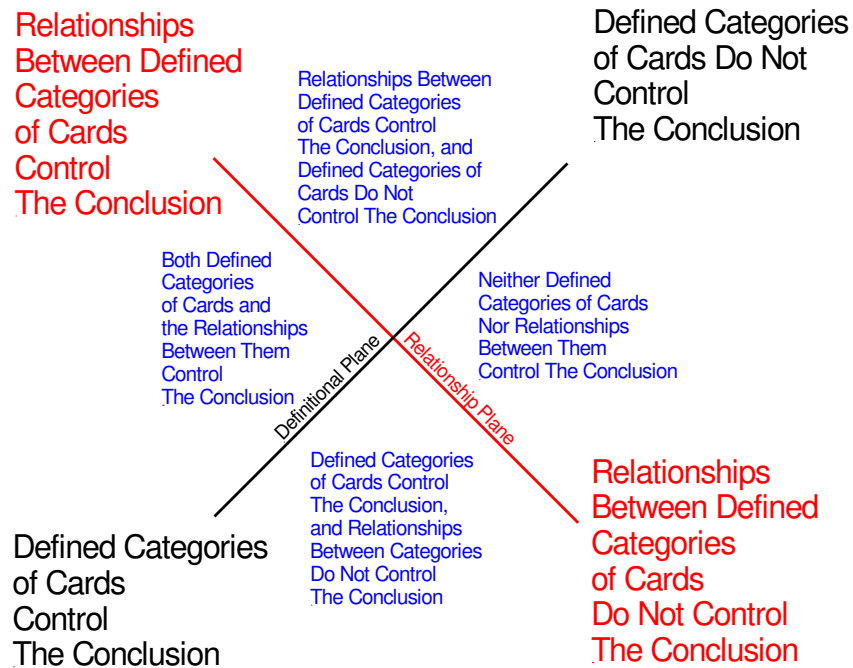 Relationships
Between Defined
Categories
of Cards
Control
The Conclusion
Defined Categories
of Cards Do Not
Control
The Conclusion
Relationships Between
Defined Categories
of Cards Control
The Conclusion, and
Defined Categories of
Cards Do Not
Control The Conclusion
Both Defined
Categories
of Cards and
the Relationships
Between Them
Control
The Conclusion
Neither Defined
Categories of Cards
Nor Relationships
Between Them
Control The Conclusion
Definitional Plane
Relationship Plane
Defined Categories
of Cards Control
The Conclusion,
and Relationships
Between Categories
Do Not Control
The Conclusion
Defined Categories
of Cards
Control
The Conclusion
Relationships
Between Defined
Categories
of Cards
Do Not Control
The Conclusion